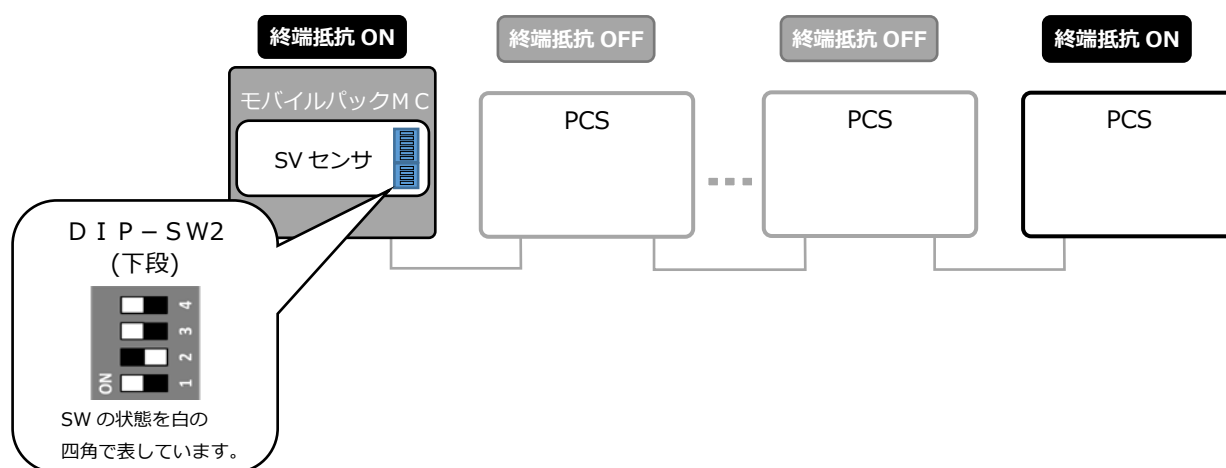 終端抵抗 ON
終端抵抗 OFF
終端抵抗 OFF
終端抵抗 ON
モバイルパックＭＣ
SV センサ
PCS
PCS
PCS
ＤＩＰ－ＳＷ2
(下段)
4
3
2
1
ON
SW の状態を白の
四角で表しています。